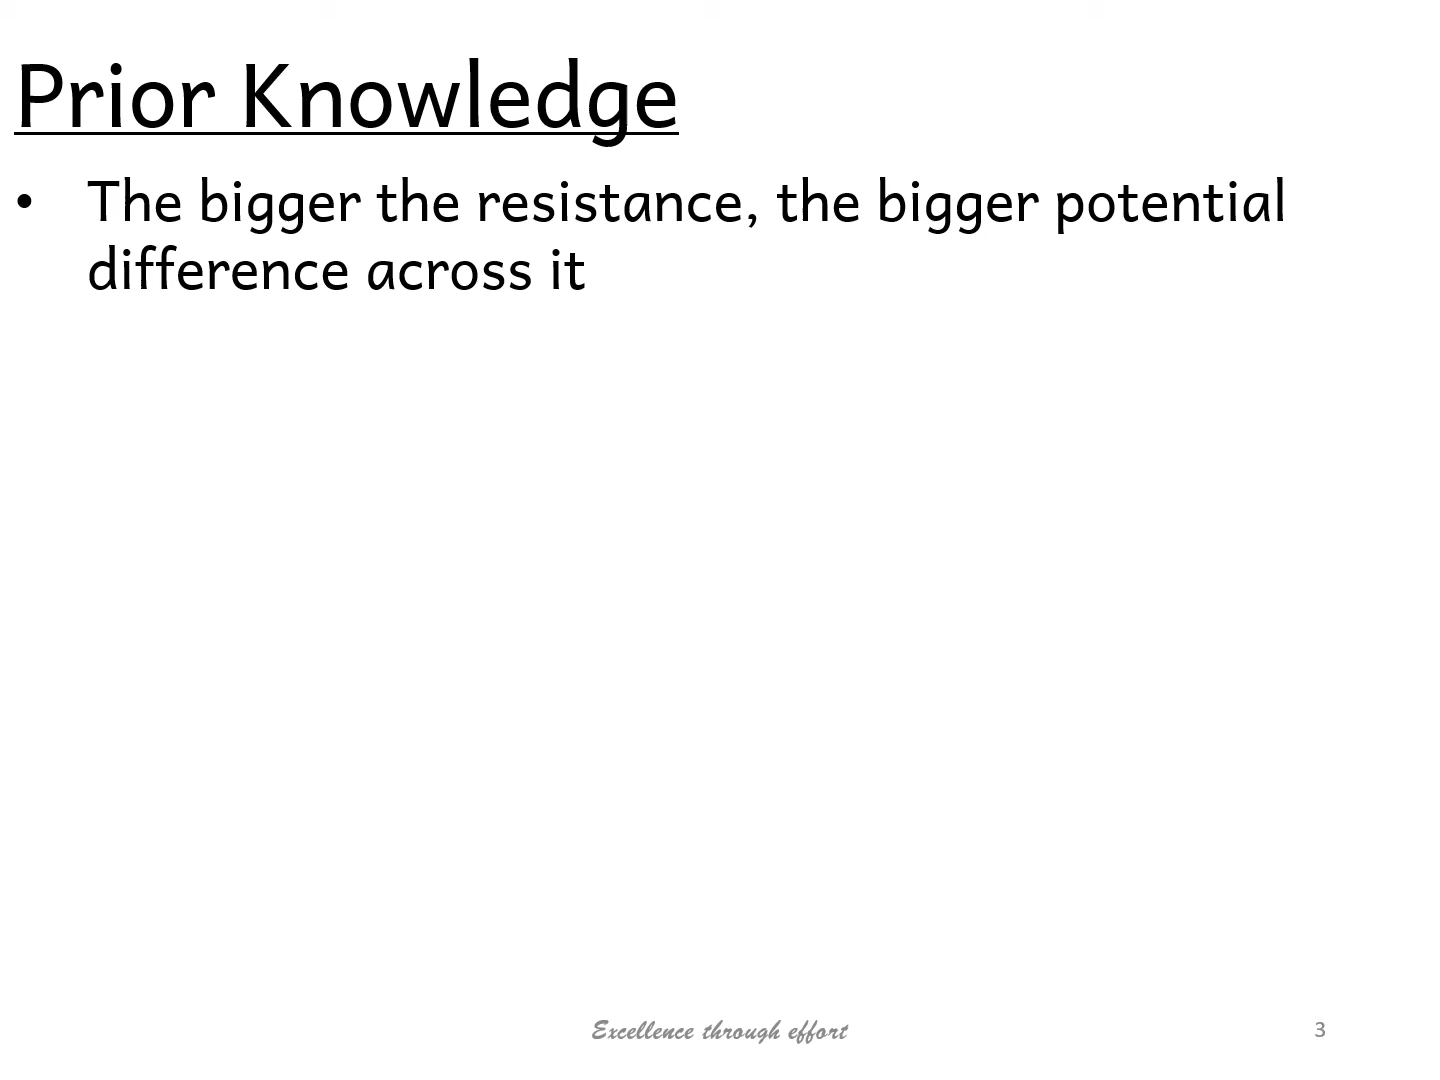 Prior Knowledge
• The bigger the resistance, the bigger potential
difference across it
Excellence through effort
3